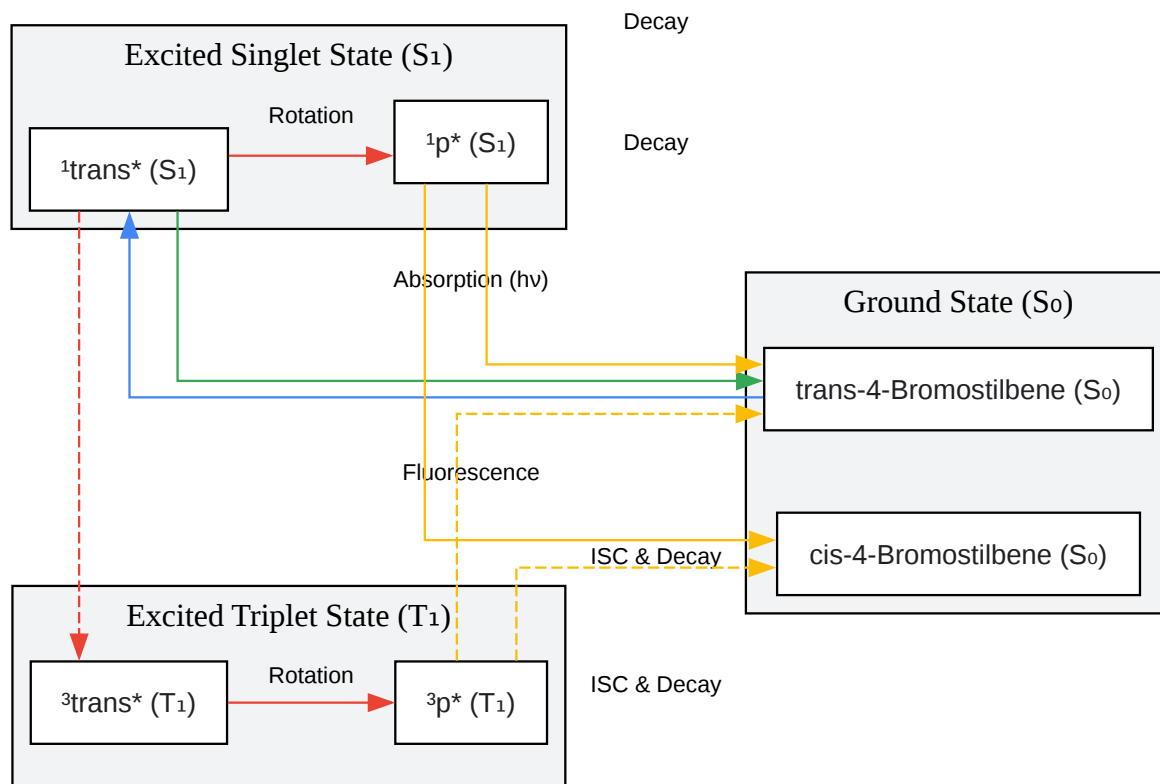 Decay
Excited Singlet State (S₁)
Rotation
¹trans* (S₁)
¹p* (S₁)
Decay
Absorption (hν)
Ground State (S₀)
trans-4-Bromostilbene (S₀)
Fluorescence
cis-4-Bromostilbene (S₀)
ISC & Decay
Excited Triplet State (T₁)
Rotation
³trans* (T₁)
³p* (T₁)
ISC & Decay